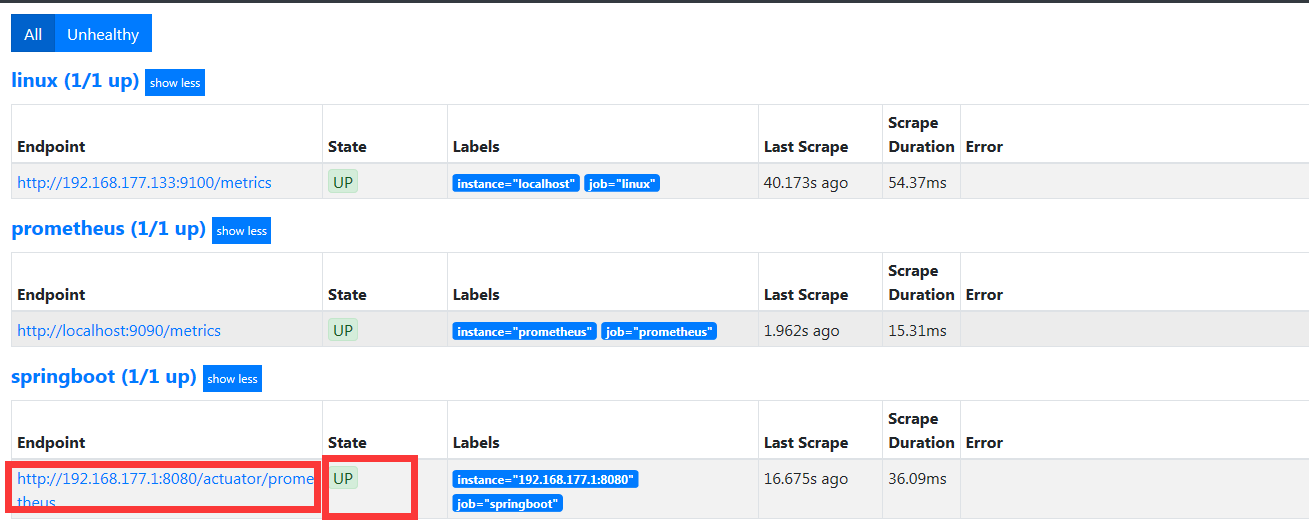 All Unhealthy
linux (1/1 up) show less
Scrape
Endpoint State Labels Last Scrape Duration Error
http://192.168.177.133:9100/metrics UP instance="localhost" job="linux" 40.173s ago 54.37ms
prometheus (1/1 up) show less
Scrape
Endpoint State Labels Last Scrape Duration Error
http://localhost:9090/metrics UP instance="prometheus" job="prometheus" 1.962s ago 15.31ms
springboot (1/1 up) show less
Scrape
Endpoint State Labels Last Scrape Duration Error
http://192.168.177.1:8080/actuator/prome UP instance="192.168.177.1:8080" 16.675s ago 36.09ms
theus job="springboot"